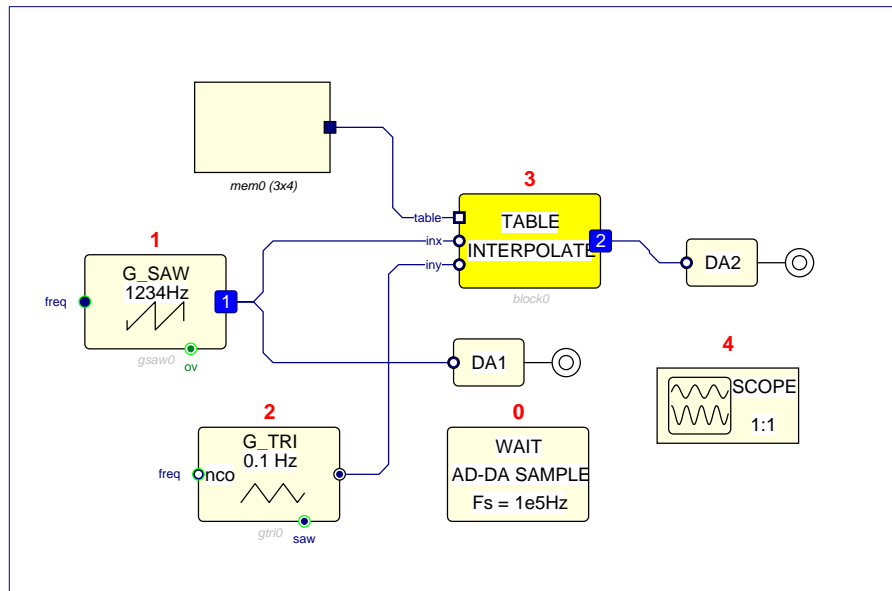 mem0 (3x4)
3
table
TABLE
inx
iny
INTERPOLATE
2
block0
DA2
1
G_SAW
1234Hz
freq
1
gsaw0
ov
DA1
4
SCOPE
1:1
2
G_TRI
0.1 Hz
freq
nco
gtri0
saw
0
WAIT
AD-DA SAMPLE
Fs = 1e5Hz